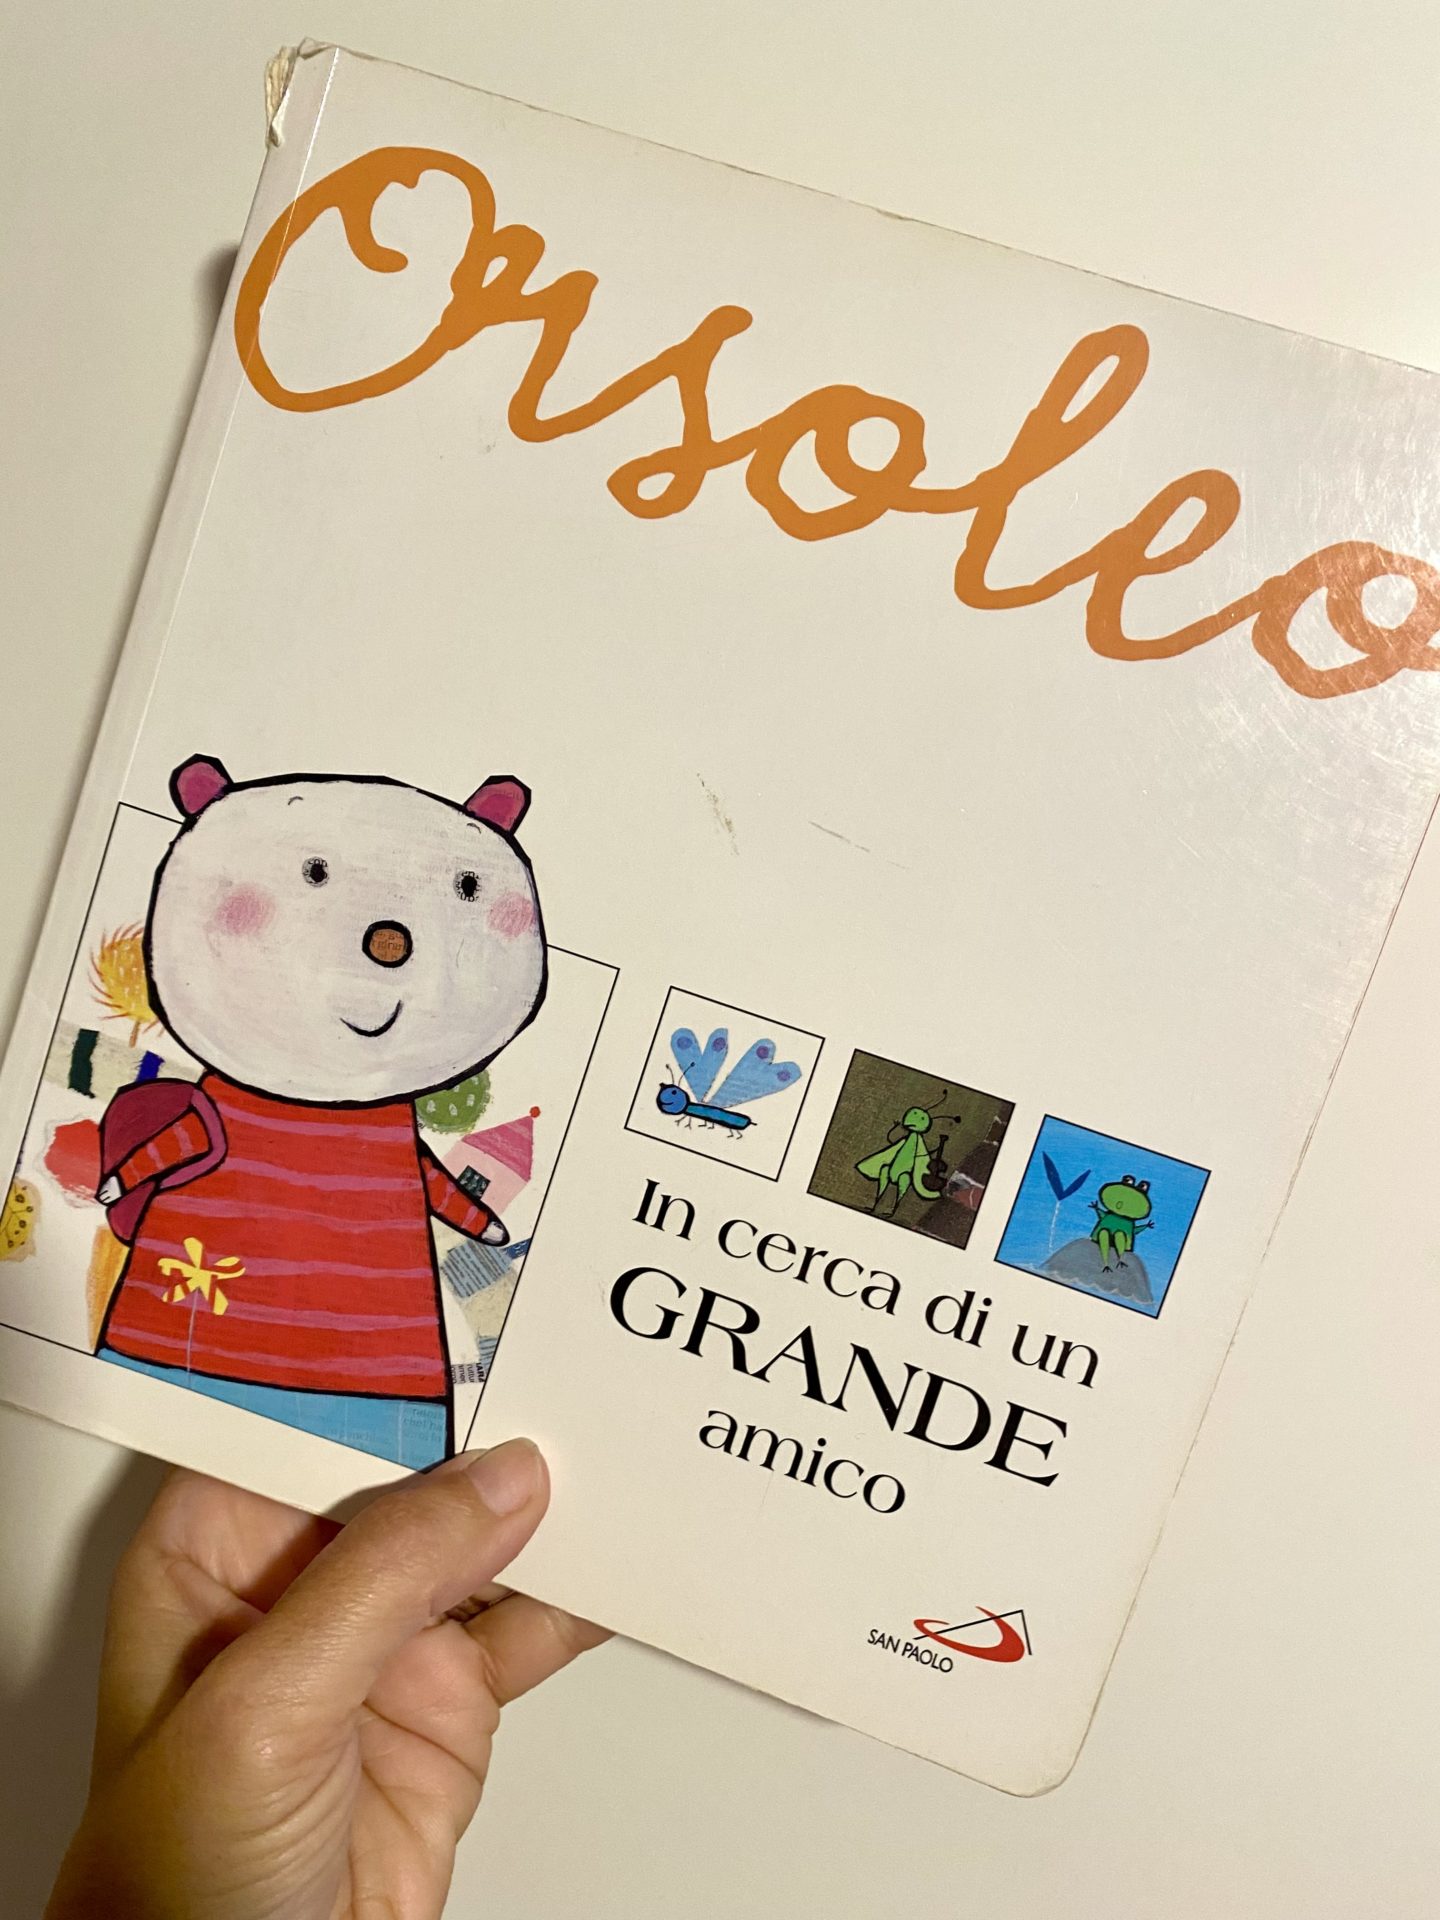 Orsoleo
In cerca di un
GRANDE
amico
SAN PAOLO